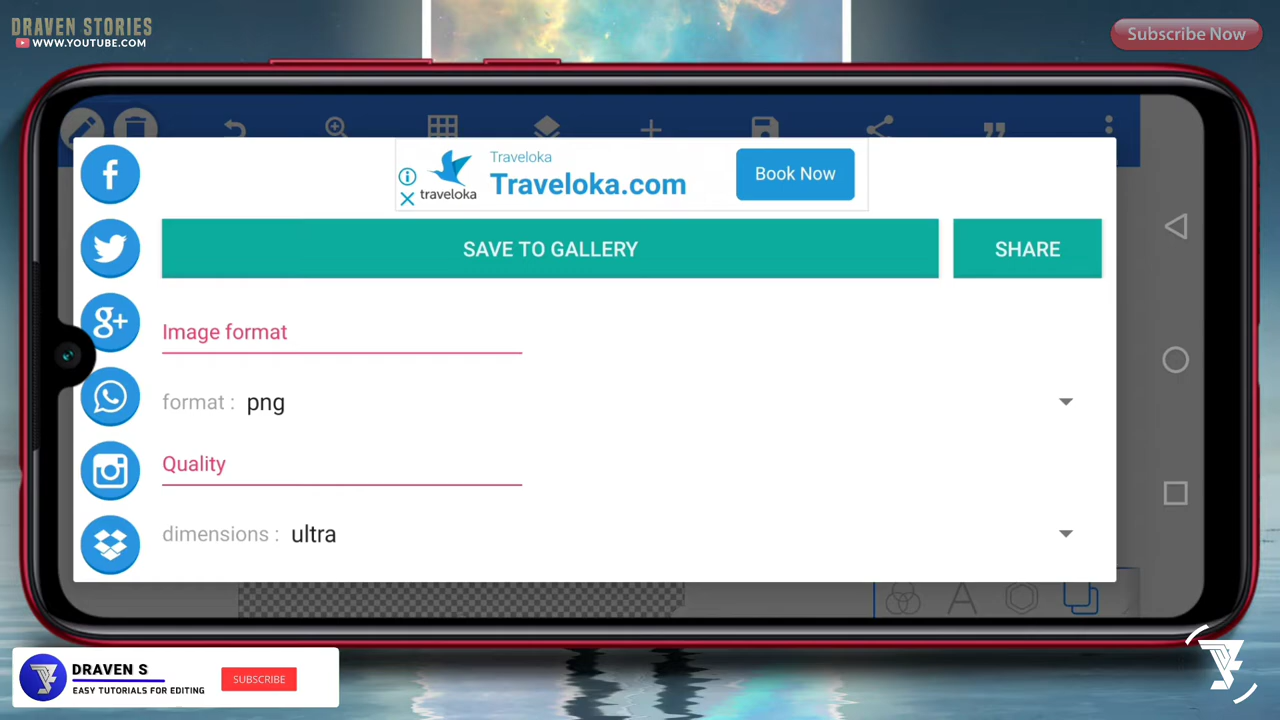 DRAVEN STORIES
WWW.YOUTUBE.COM
Subscribe Now
Traveloka
Traveloka.com
traveloka
Book Now
SAVE TO GALLERY
SHARE
Image format
format : png
Quality
dimensions : ultra
DRAVEN S
EASY TUTORIALS FOR EDITING
SUBSCRIBE